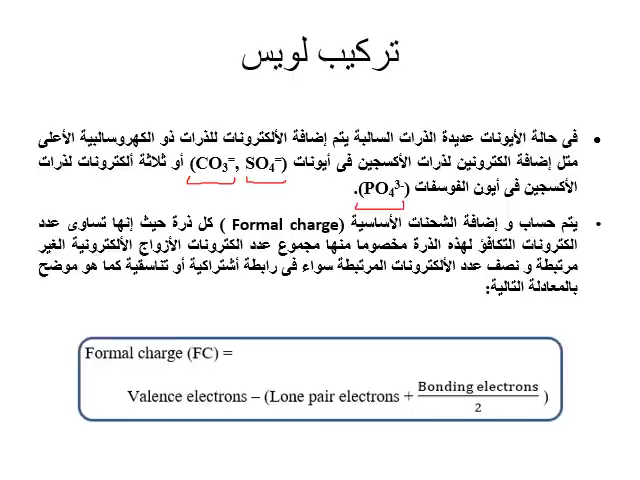 تركيب لويس
• فى حالة الأيونات عديدة الذرات السالبة يتم إضافة الألكترونات للذرات ذو الكهروسالبية الأعلى
مثل إضافة الكترونين لذرات الأكسجين فى أيونات (CO₃⁼, SO₄⁼) أو ثلاثة ألكترونات لذرات
الأكسجين فى أيون الفوسفات (PO₄³⁻).
• يتم حساب و إضافة الشحنات الأساسية (Formal charge ) كل ذرة حيث إنها تساوى عدد
الكترونات التكافؤ لهذه الذرة مخصوما منها مجموع عدد الكترونات الأزواج الألكترونية الغير
مرتبطة و نصف عدد الألكترونات المرتبطة سواء فى رابطة أشتراكية أو تناسقية كما هو موضح
بالمعادلة التالية:
Formal charge (FC) =
Valence electrons – (Lone pair electrons + Bonding electrons/2 )